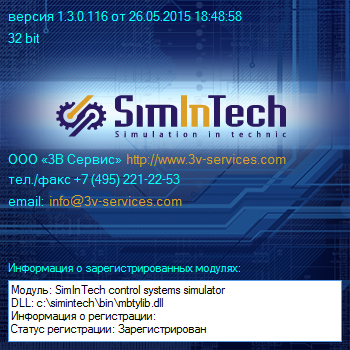 версия 1.3.0.116 от 26.05.2015 18:48:58
32 bit
SimInTech
Simulation in technic
ООО «3В Сервис» http://www.3v-services.com
тел./факс +7 (495) 221-22-53
email: info@3v-services.com
Информация о зарегистрированных модулях:
Модуль: SimInTech control systems simulator
DLL: c:\simintech\bin\mbtylib.dll
Информация о регистрации:
Статус регистрации: Зарегистрирован